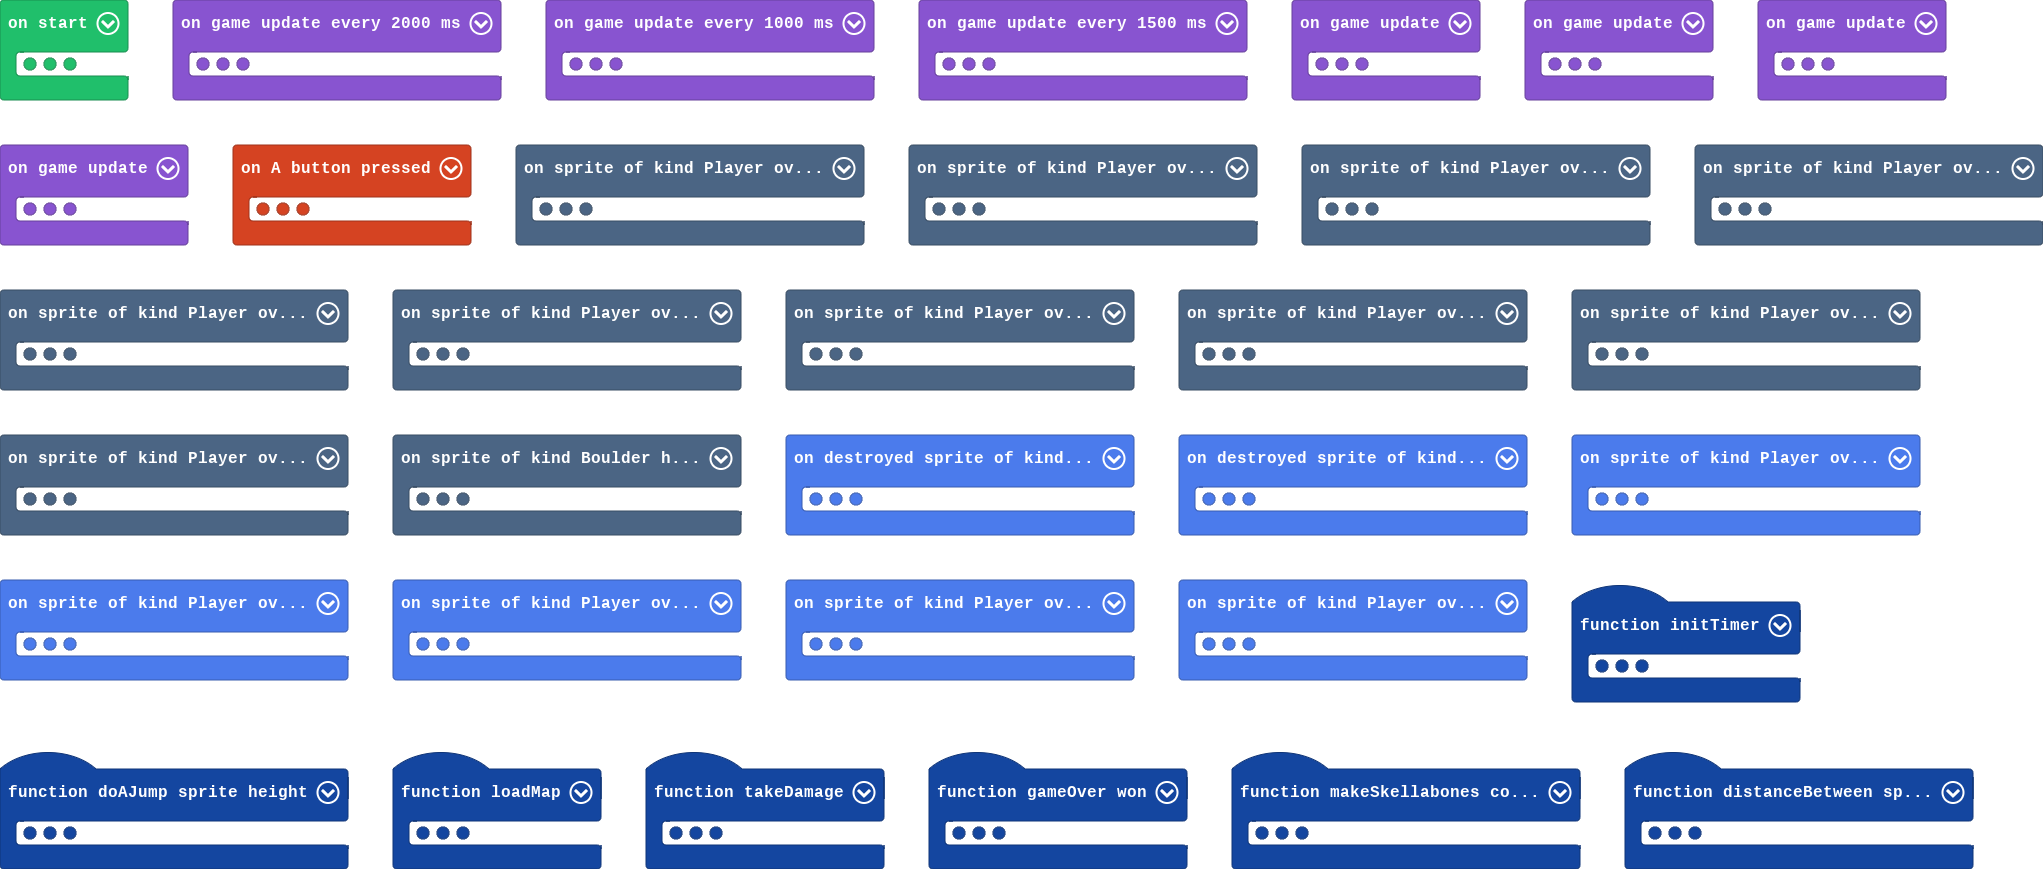 on start
on game update every 2000 ms
on game update every 1000 ms
on game update every 1500 ms
on game update
on game update
on game update
on game update
on A button pressed
on sprite of kind Player ov...
on sprite of kind Player ov...
on sprite of kind Player ov...
on sprite of kind Player ov...
on sprite of kind Player ov...
on sprite of kind Player ov...
on sprite of kind Player ov...
on sprite of kind Player ov...
on sprite of kind Player ov...
on sprite of kind Player ov...
on sprite of kind Boulder h...
on destroyed sprite of kind...
on destroyed sprite of kind...
on sprite of kind Player ov...
on sprite of kind Player ov...
on sprite of kind Player ov...
on sprite of kind Player ov...
on sprite of kind Player ov...
function initTimer
function doAJump sprite height
function loadMap
function takeDamage
function gameOver won
function makeSkellabones co...
function distanceBetween sp...